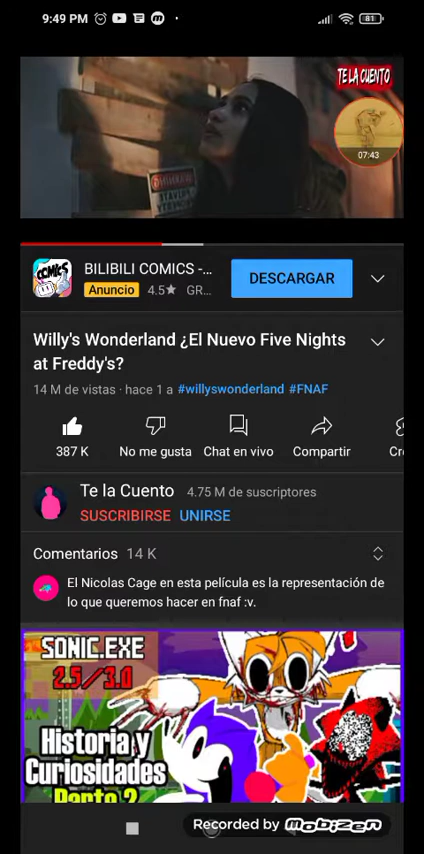 9:49 PM
81
TE LA CUENTO
07:43
COMICS
BILIBILI COMICS -...
Anuncio 4.5★ GR...
DESCARGAR
Willy's Wonderland ¿El Nuevo Five Nights
at Freddy's?
14 M de vistas · hace 1 a #willyswonderland #FNAF
387 K
No me gusta
Chat en vivo
Compartir
Cr
Te la Cuento 4.75 M de suscriptores
SUSCRIBIRSE UNIRSE
Comentarios 14 K
El Nicolas Cage en esta película es la representación de
lo que queremos hacer en fnaf :v.
SONIC.EXE
2.5/3.0
Historia y
Curiosidades
Parte 2
Recorded by MOBIZEN